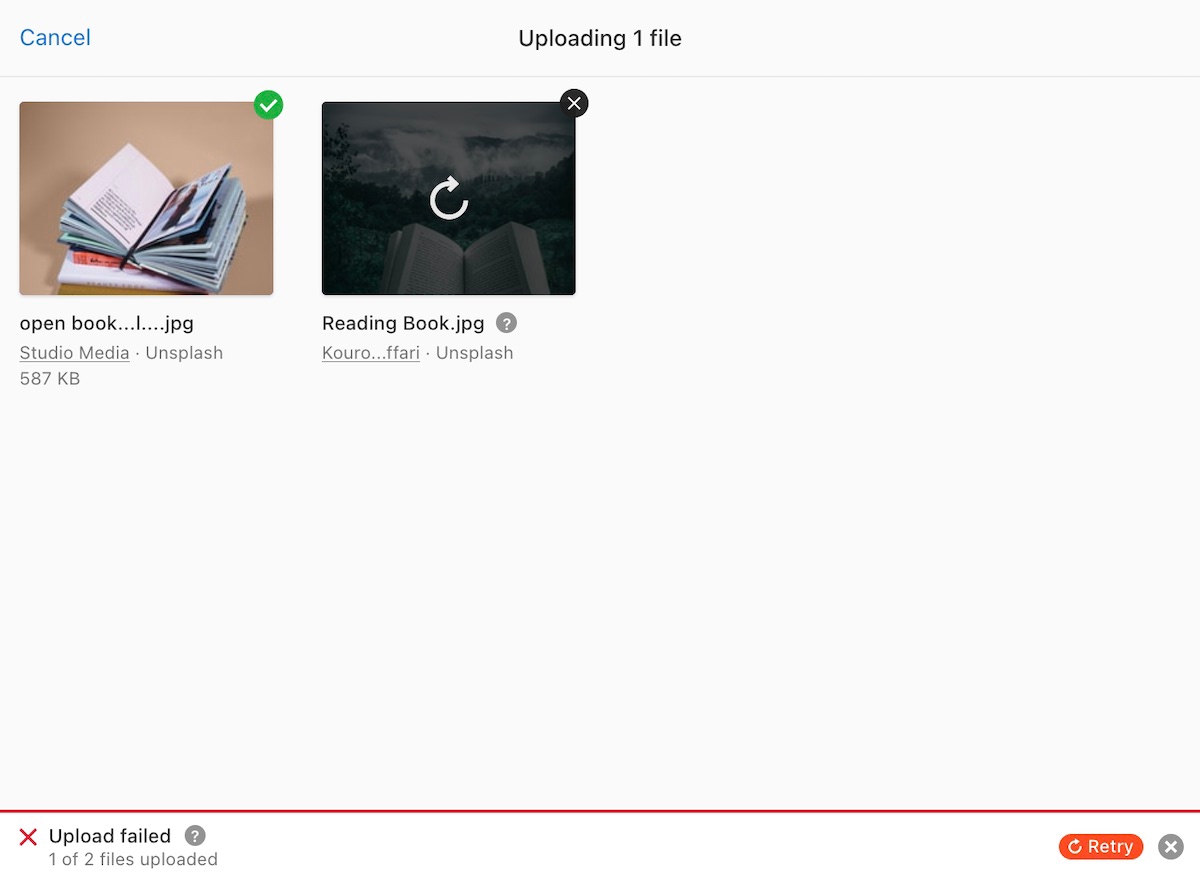 Cancel
Uploading 1 file
open book...l....jpg
Studio Media · Unsplash
587 KB
Reading Book.jpg ?
Kouro...ffari · Unsplash
Upload failed ?
1 of 2 files uploaded
Retry